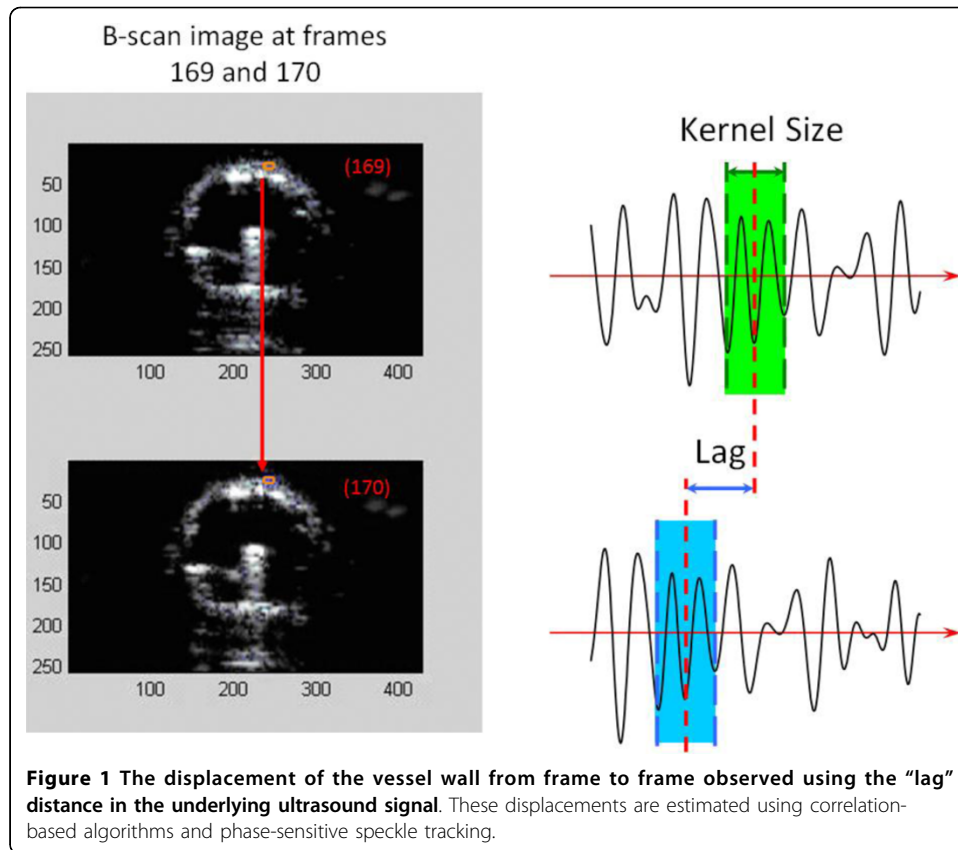 B-scan image at frames
169 and 170
(169)
50
100
150
200
250
100 200 300 400
(170)
50
100
150
200
250
100 200 300 400
Kernel Size
Lag
Figure 1 The displacement of the vessel wall from frame to frame observed using the “lag”
distance in the underlying ultrasound signal. These displacements are estimated using correlation-
based algorithms and phase-sensitive speckle tracking.